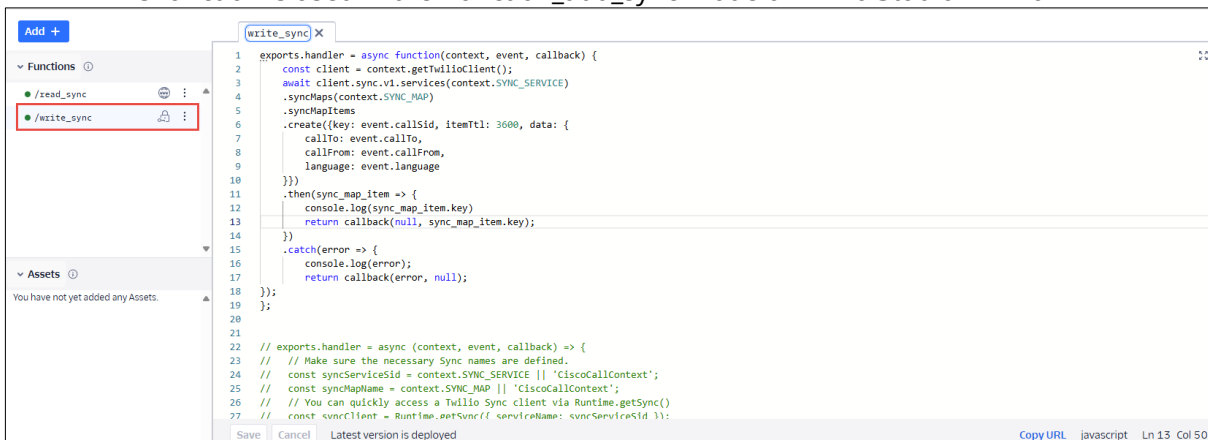 Add +
Functions
/read_sync
/write_sync
Assets
You have not yet added any Assets.
write_sync ×
1 exports.handler = async function(context, event, callback) {
2 const client = context.getTwilioClient();
3 await client.sync.v1.services(context.SYNC_SERVICE)
4 .syncMaps(context.SYNC_MAP)
5 .syncMapItems
6 .create({key: event.callSid, itemTtl: 3600, data: {
7 callTo: event.callTo,
8 callFrom: event.callFrom,
9 language: event.language
10 }})
11 .then(sync_map_item => {
12 console.log(sync_map_item.key)
13 return callback(null, sync_map_item.key);
14 })
15 .catch(error => {
16 console.log(error);
17 return callback(error, null);
18 });
19 };
20
21
22 // exports.handler = async (context, event, callback) => {
23 // // Make sure the necessary Sync names are defined.
24 // const syncServiceSid = context.SYNC_SERVICE || 'CiscoCallContext';
25 // const syncMapName = context.SYNC_MAP || 'CiscoCallContext';
26 // // You can quickly access a Twilio Sync client via Runtime.getSync()
27 // const syncClient = Runtime.getSync({ serviceName: syncServiceSid });
Save Cancel Latest version is deployed Copy URL javascript Ln 13 Col 50